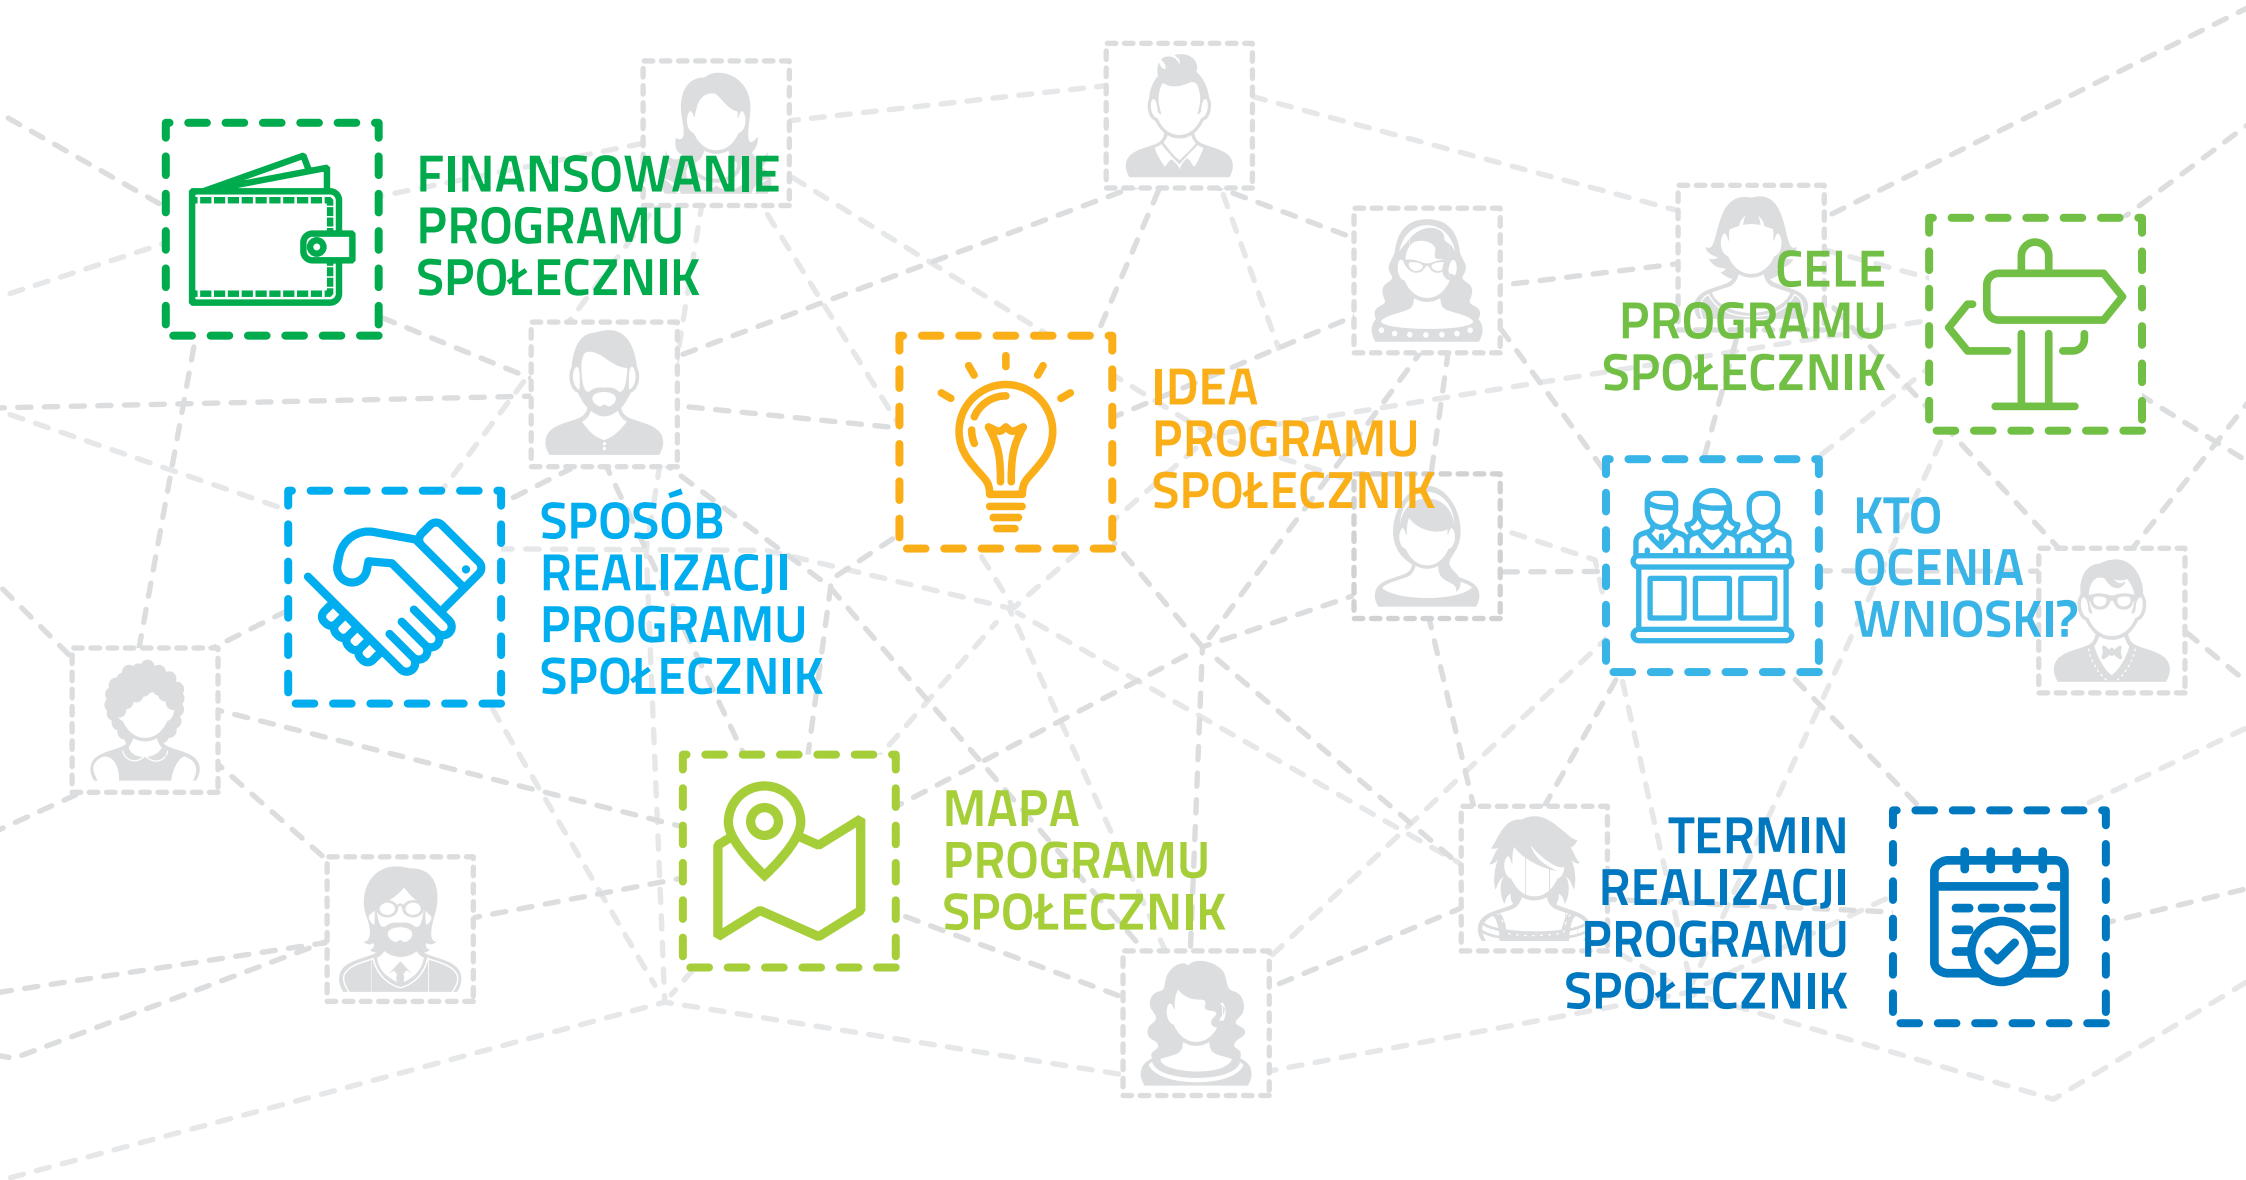 FINANSOWANIE
PROGRAMU
SPOŁECZNIK
CELE
PROGRAMU
SPOŁECZNIK
IDEA
PROGRAMU
SPOŁECZNIK
SPOSÓB
REALIZACJI
PROGRAMU
SPOŁECZNIK
KTO
OCENIA
WNIOSKI?
MAPA
PROGRAMU
SPOŁECZNIK
TERMIN
REALIZACJI
PROGRAMU
SPOŁECZNIK